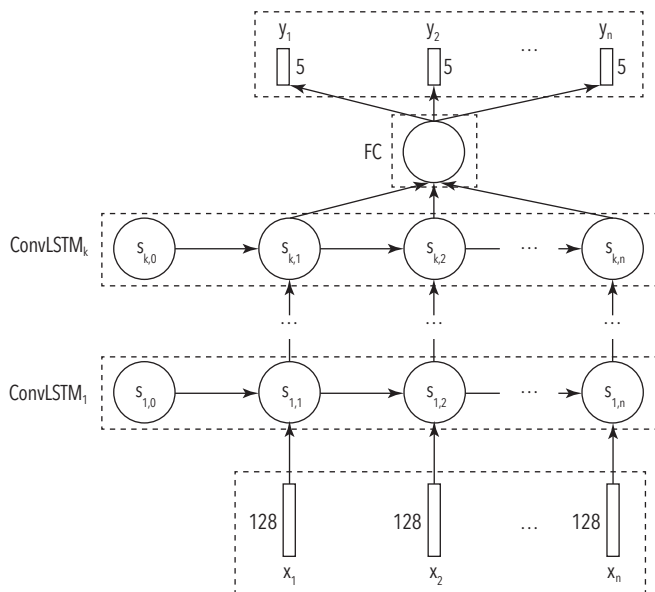 y₁ y₂ ... yₙ
5 5 5
FC
ConvLSTMₖ sₖ,₀ sₖ,₁ sₖ,₂ ... sₖ,ₙ
... ... ...
ConvLSTM₁ s₁,₀ s₁,₁ s₁,₂ ... s₁,ₙ
128 128 ... 128
x₁ x₂ xₙ